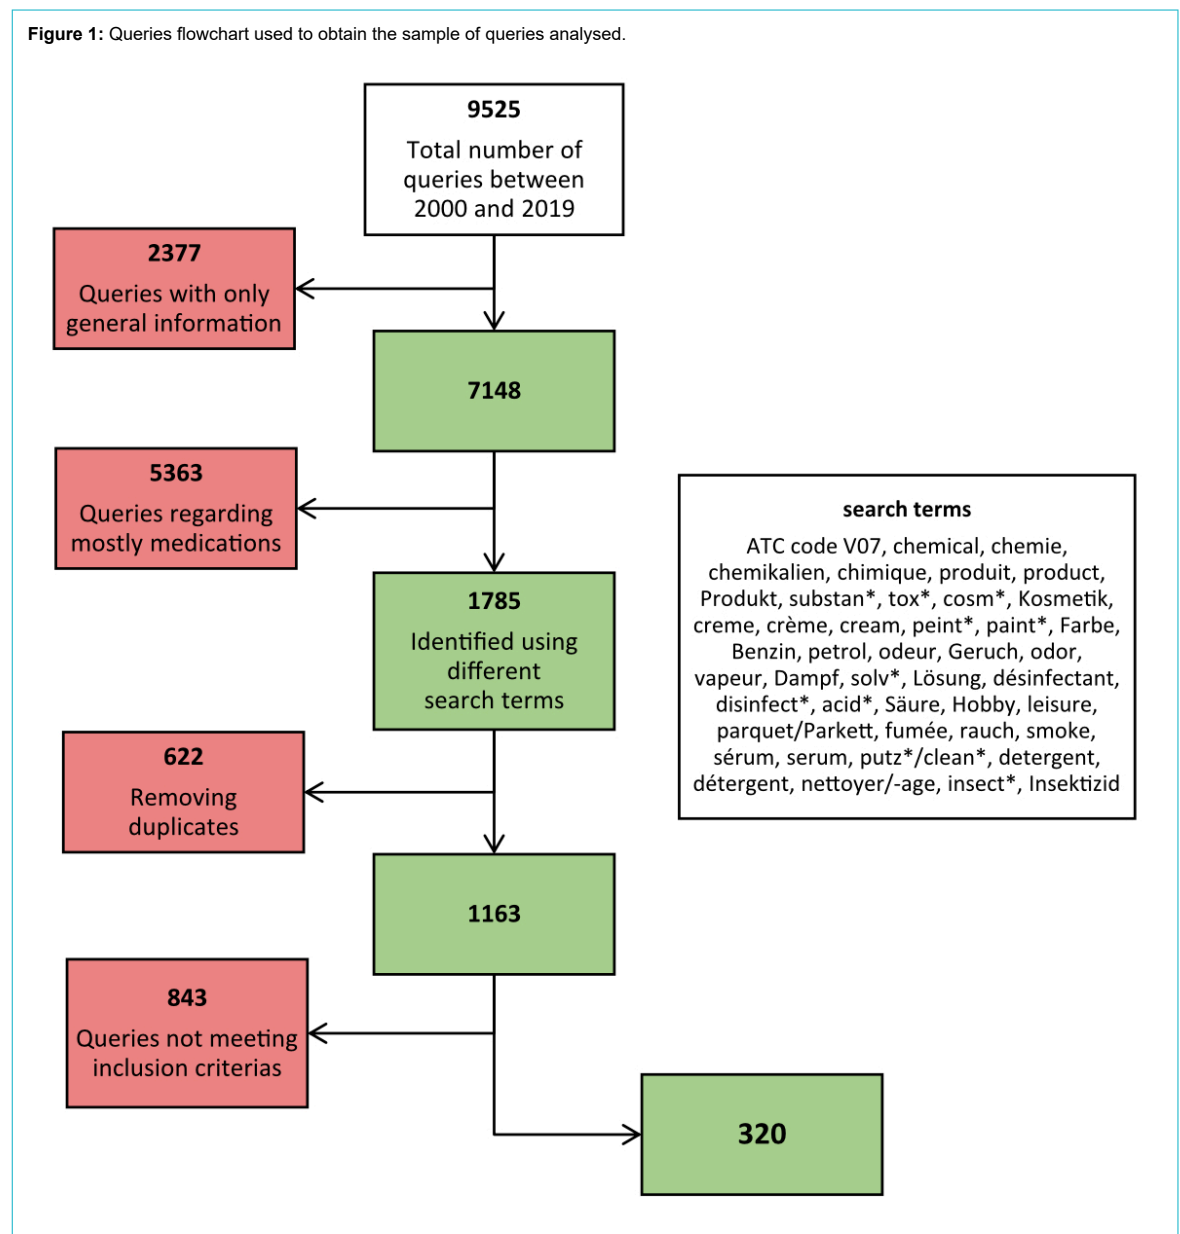 Figure 1: Queries flowchart used to obtain the sample of queries analysed.
9525
Total number of
queries between
2000 and 2019
2377
Queries with only
general information
7148
5363
Queries regarding
mostly medications
1785
Identified using
different
search terms
search terms
ATC code V07, chemical, chemie,
chemikalien, chimique, produit, product,
Produkt, substan*, tox*, cosm*, Kosmetik,
creme, crème, cream, peint*, paint*, Farbe,
Benzin, petrol, odeur, Geruch, odor,
vapeur, Dampf, solv*, Lösung, désinfectant,
disinfect*, acid*, Säure, Hobby, leisure,
parquet/Parkett, fumée, rauch, smoke,
sérum, serum, putz*/clean*, detergent,
détergent, nettoyer/-age, insect*, Insektizid
622
Removing
duplicates
1163
843
Queries not meeting
inclusion criterias
320